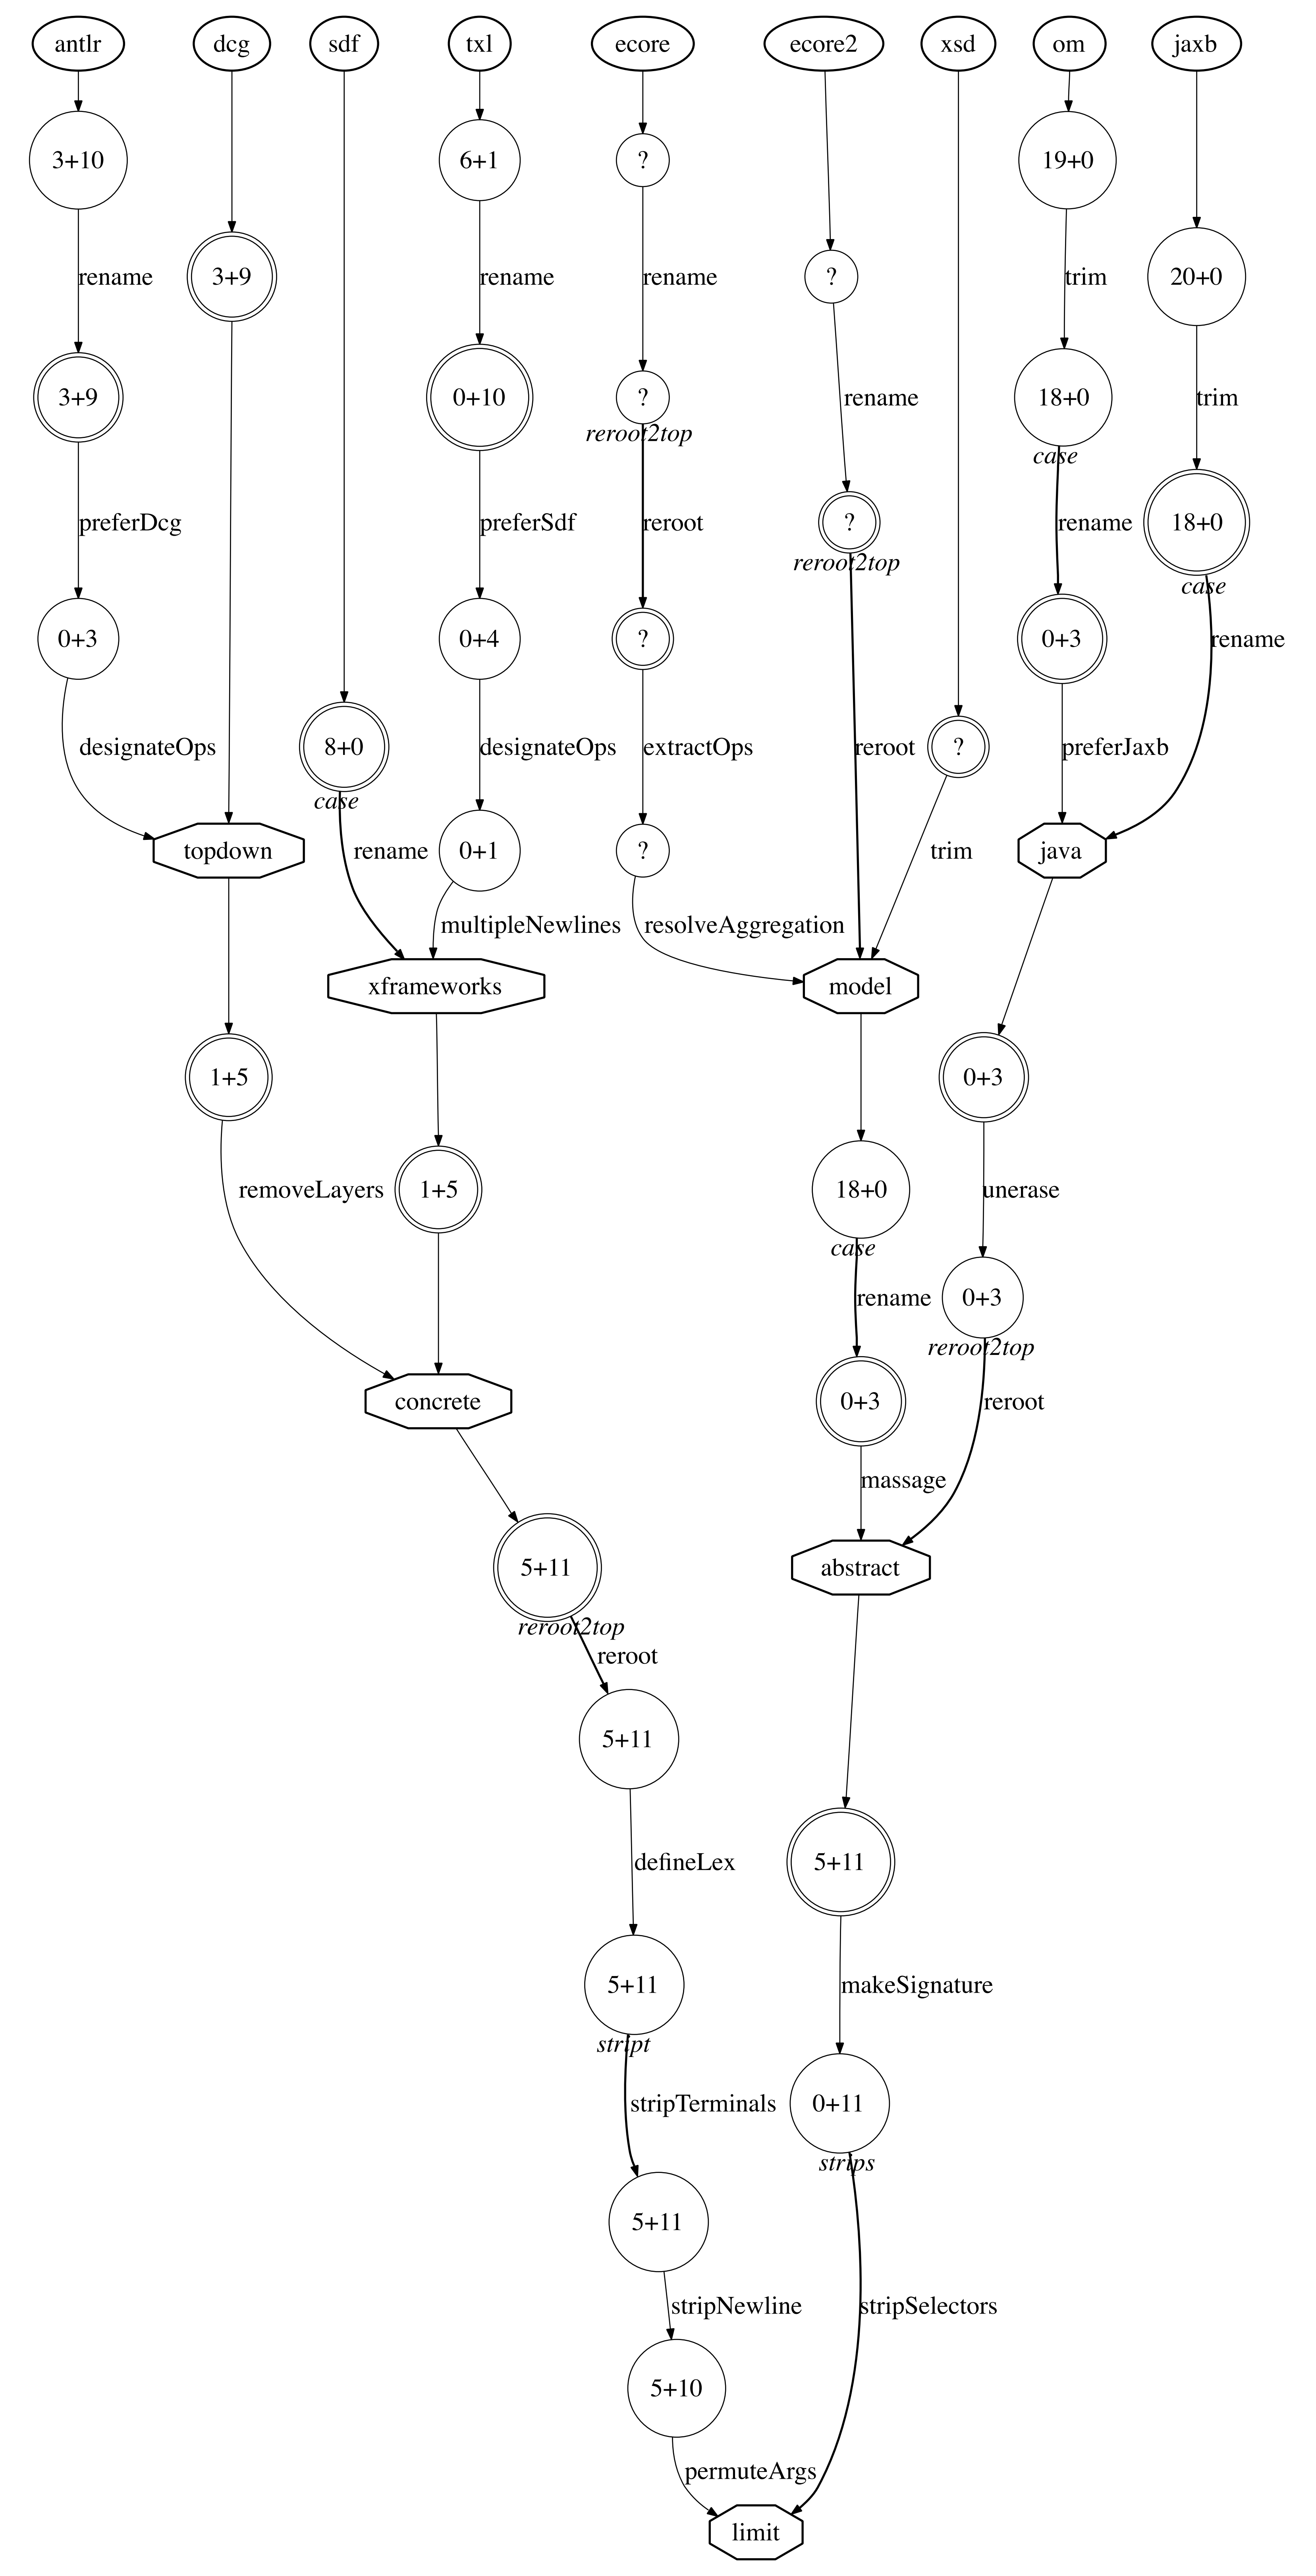 antlr dcg sdf txl ecore ecore2 xsd om jaxb
3+10 6+1 ? 19+0
rename 3+9 rename rename ? trim 20+0
3+9 0+10 ? rename 18+0 trim
reroot2top case
preferDcg preferSdf reroot ? rename 18+0
reroot2top case
0+3 0+4 ? 0+3 rename
designateOps 8+0 designateOps extractOps reroot ? preferJaxb
case
topdown rename 0+1 ? trim java
multipleNewlines resolveAggregation
xframeworks model
1+5 0+3
removeLayers 1+5 18+0 unerase
case
rename 0+3
reroot2top
concrete 0+3 reroot
massage
5+11 abstract
reroot2top
reroot
5+11
defineLex 5+11
5+11 makeSignature
stript
stripTerminals 0+11
strips
5+11
stripNewline stripSelectors
5+10
permuteArgs
limit